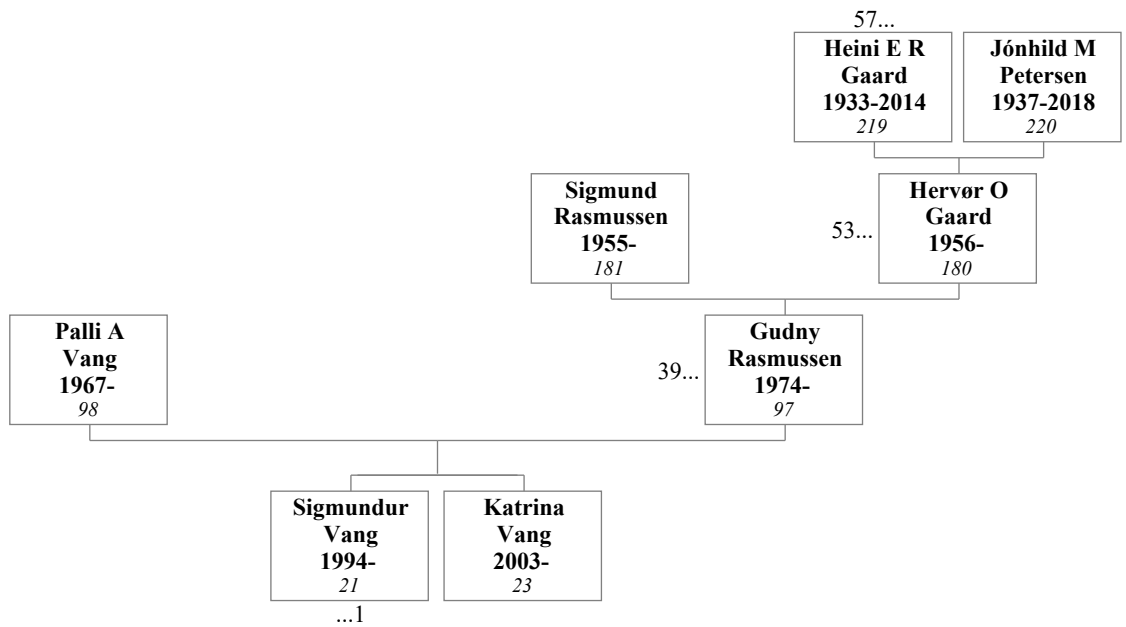 57...
Heini E R
Gaard
1933-2014
219
Jónhild M
Petersen
1937-2018
220
Sigmund
Rasmussen
1955-
181
53...
Hervør O
Gaard
1956-
180
Palli A
Vang
1967-
98
39...
Gudny
Rasmussen
1974-
97
Sigmundur
Vang
1994-
21
...1
Katrina
Vang
2003-
23